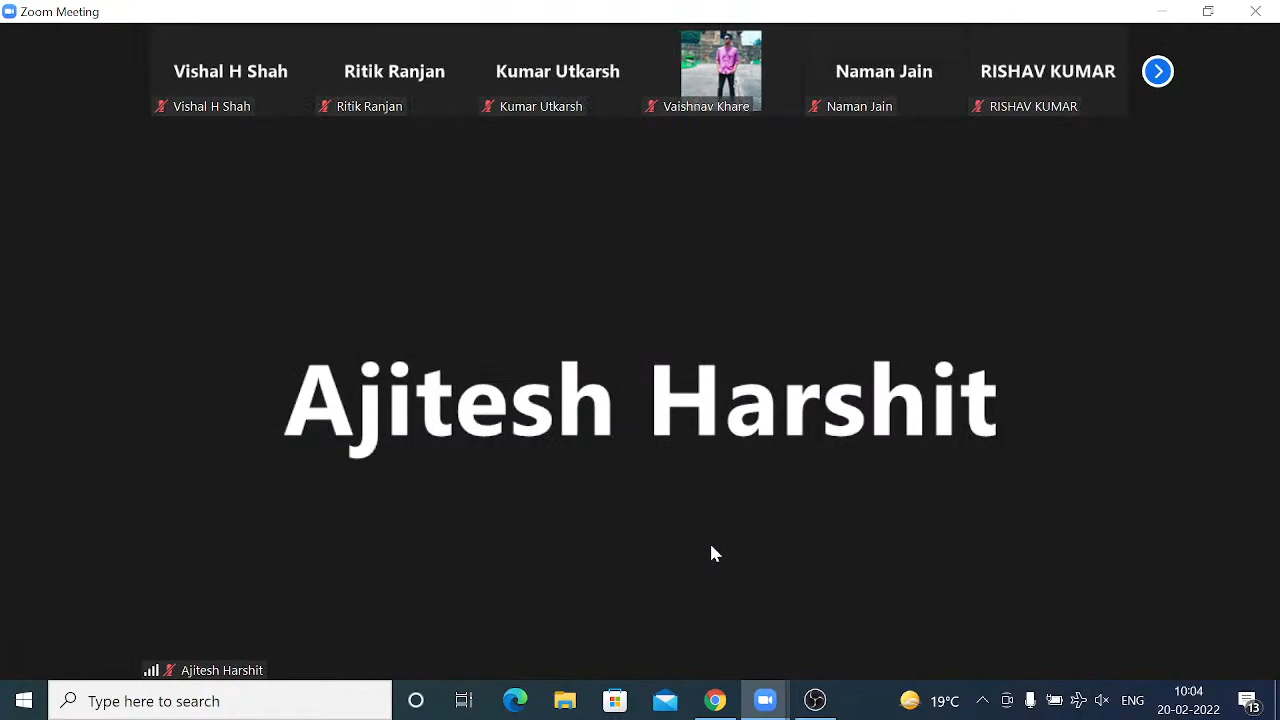 Zoom Meeting
Vishal H Shah
Ritik Ranjan
Kumar Utkarsh
Naman Jain
RISHAV KUMAR
Vishal H Shah
Ritik Ranjan
Kumar Utkarsh
Vaishnav Khare
Naman Jain
RISHAV KUMAR
Ajitesh Harshit
Ajitesh Harshit
Type here to search
19°C
ENG
10:04
20-02-2022
13